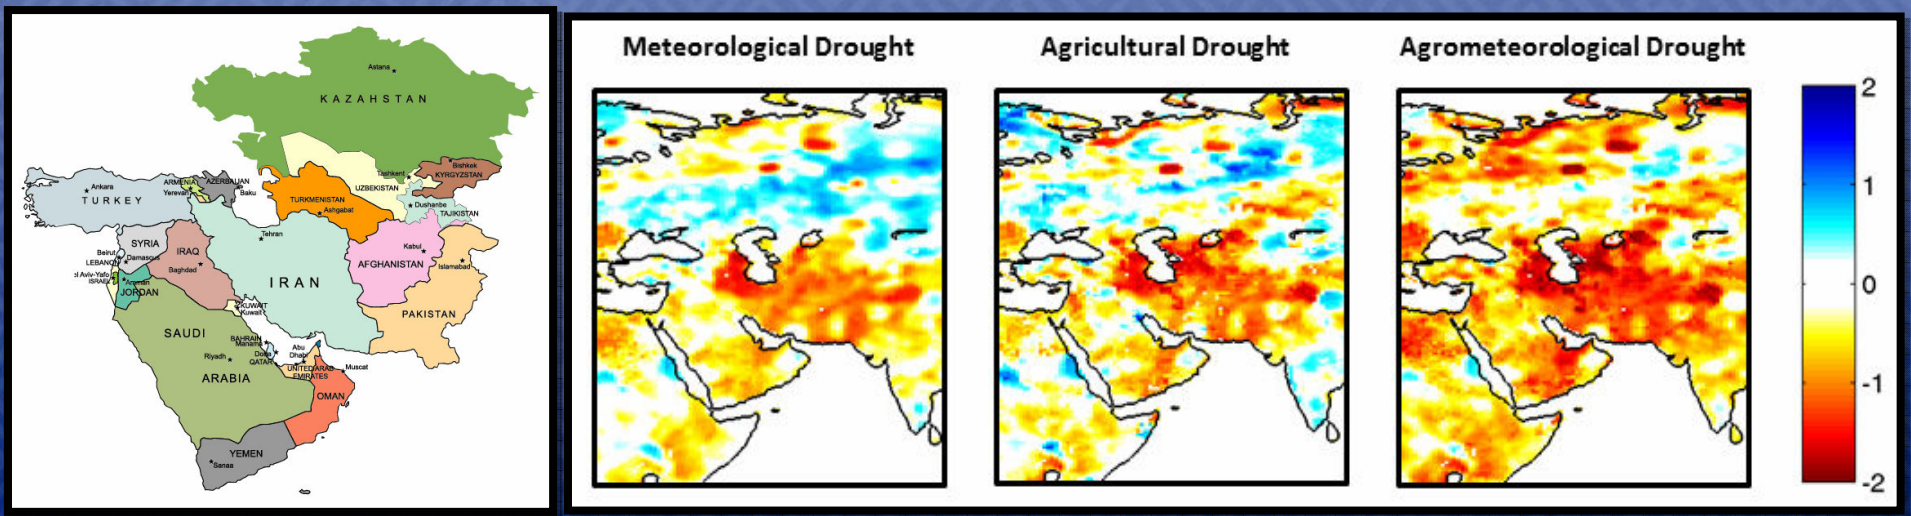 Astana
KAZAHSTAN
Bishkek
KYRGYZSTAN
Tashkent
UZBEKISTAN
ARMENIA
AZERBAIJAN
Yerevan
Baku
TURKMENISTAN
Ashgabat
Dushanbe
TAJIKISTAN
Ankara
TURKEY
Tehran
SYRIA
IRAQ
Beirut
Damascus
LEBANON
Baghdad
IRAN
Kabul
AFGHANISTAN
Islamabad
el Aviv-Yafo
ISRAEL
Amman
JORDAN
KUWAIT
Kuwait
PAKISTAN
SAUDI
ARABIA
Riyadh
BAHRAIN
Manama
Doha
QATAR
Abu
Dhabi
UNITED ARAB
EMIRATES
Muscat
OMAN
YEMEN
Sanaa
Meteorological Drought
Agricultural Drought
Agrometeorological Drought
2
1
0
-1
-2